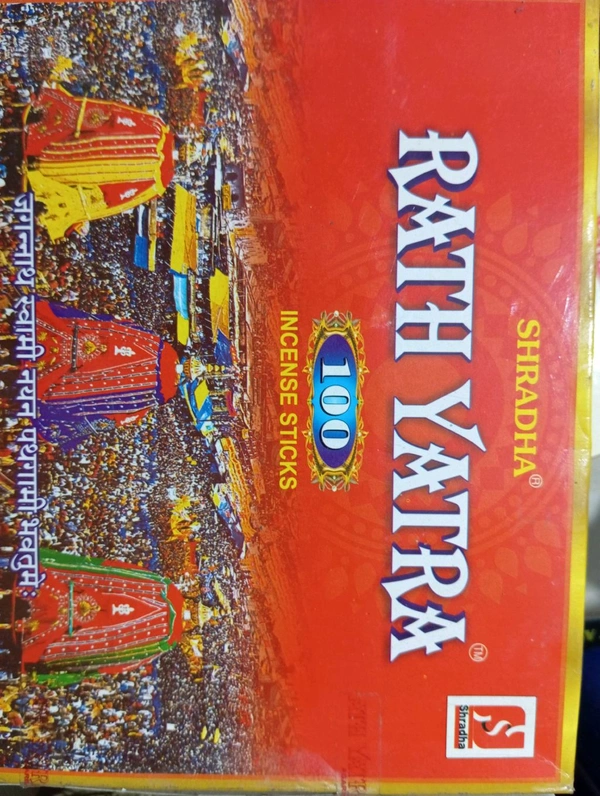 SHRADHA®
RATH YATRA™
100
INCENSE STICKS
Shradha
जगन्नाथ स्वामी नयन पथगामी भवतुमे: